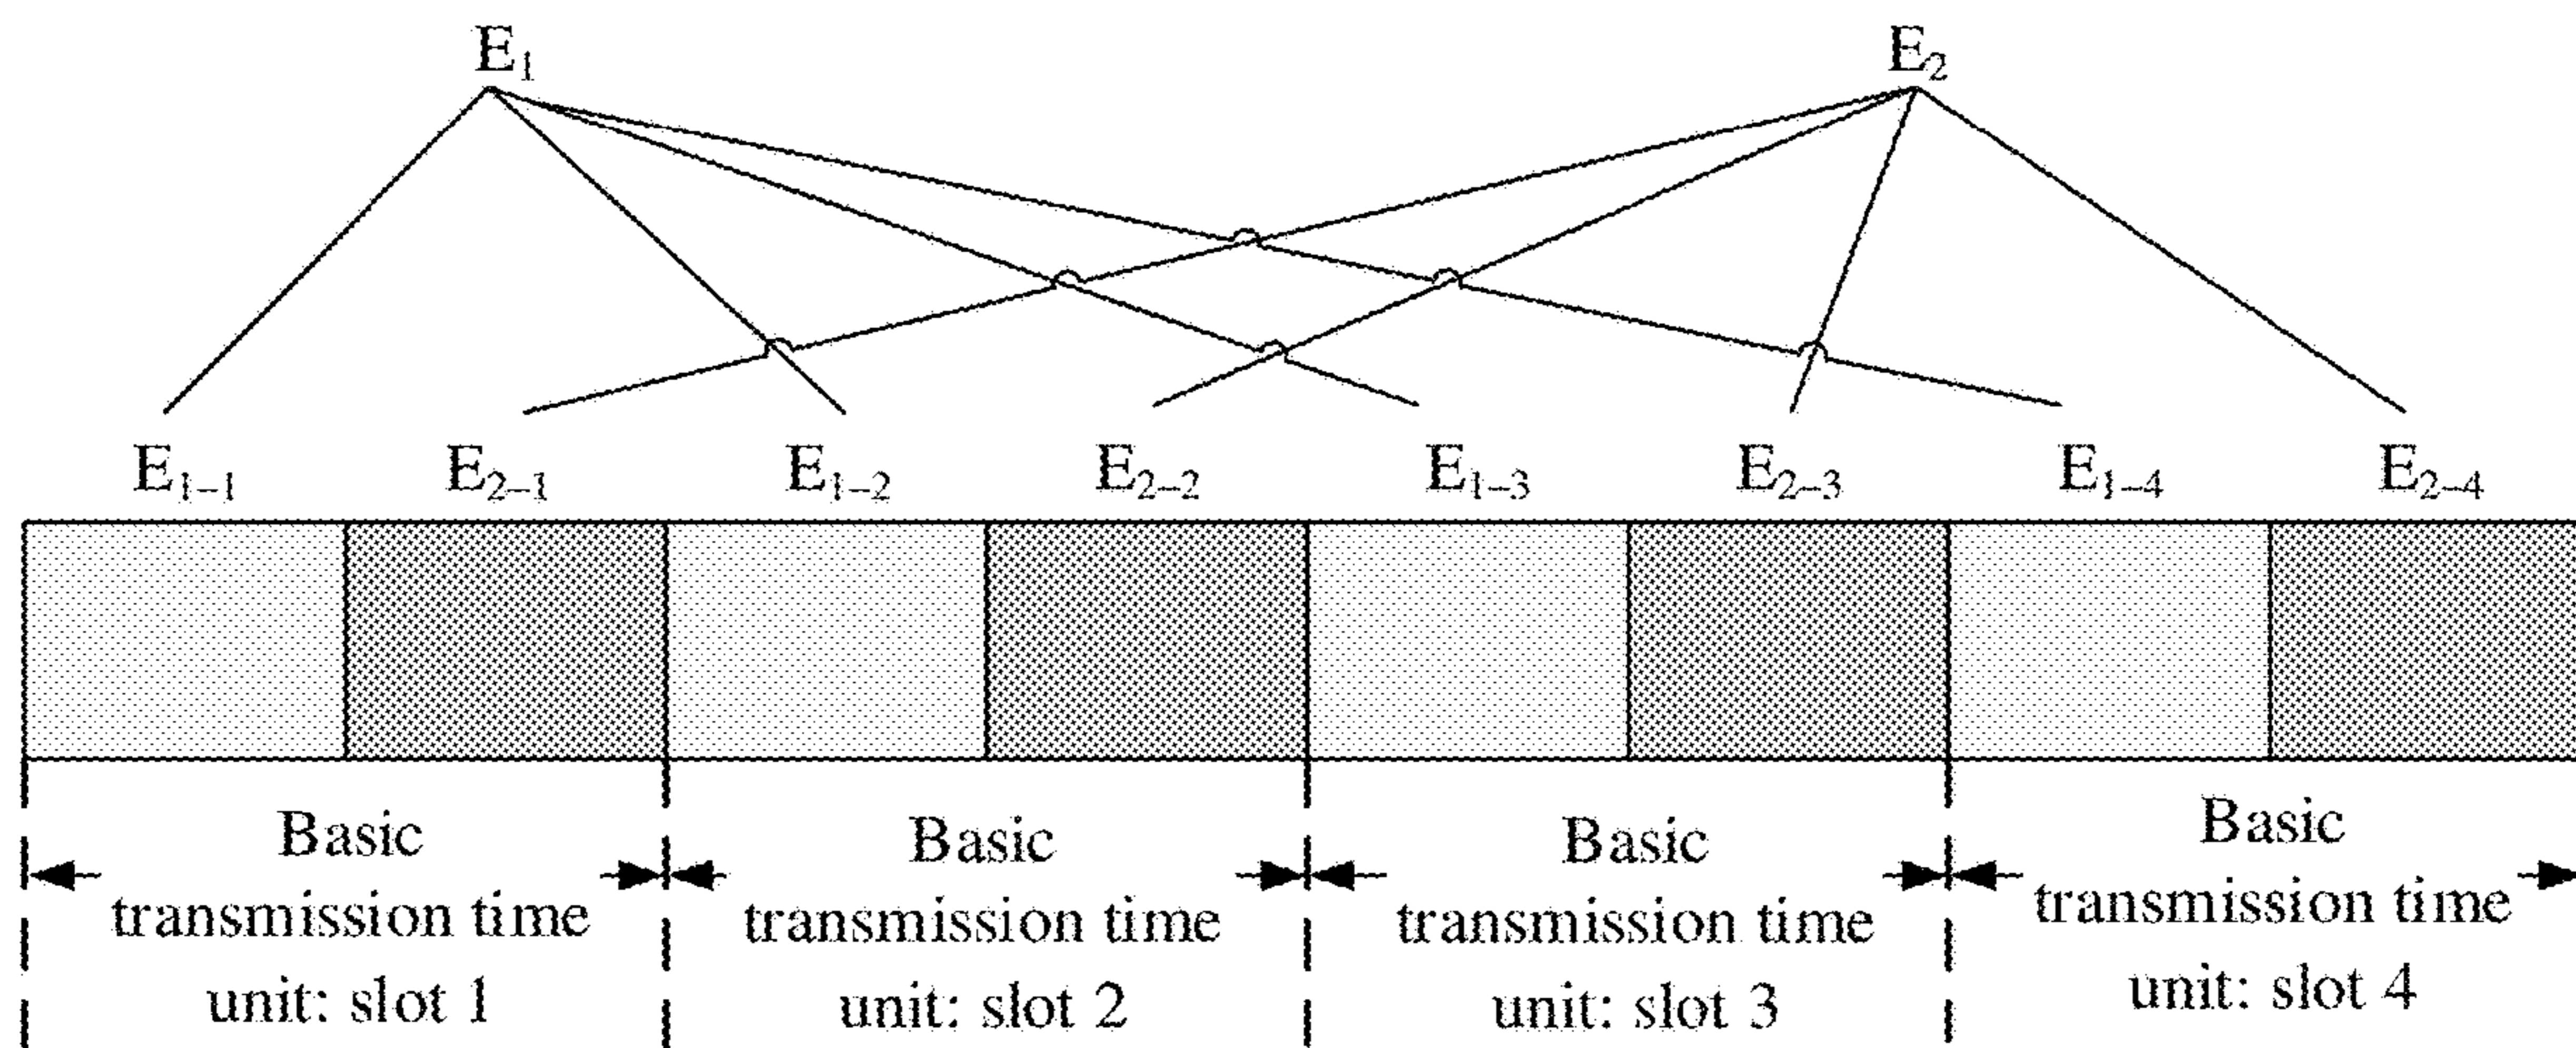 E₁ E₂
E₁₋₁ E₂₋₁ E₁₋₂ E₂₋₂ E₁₋₃ E₂₋₃ E₁₋₄ E₂₋₄
Basic
transmission time
unit: slot 1
Basic
transmission time
unit: slot 2
Basic
transmission time
unit: slot 3
Basic
transmission time
unit: slot 4